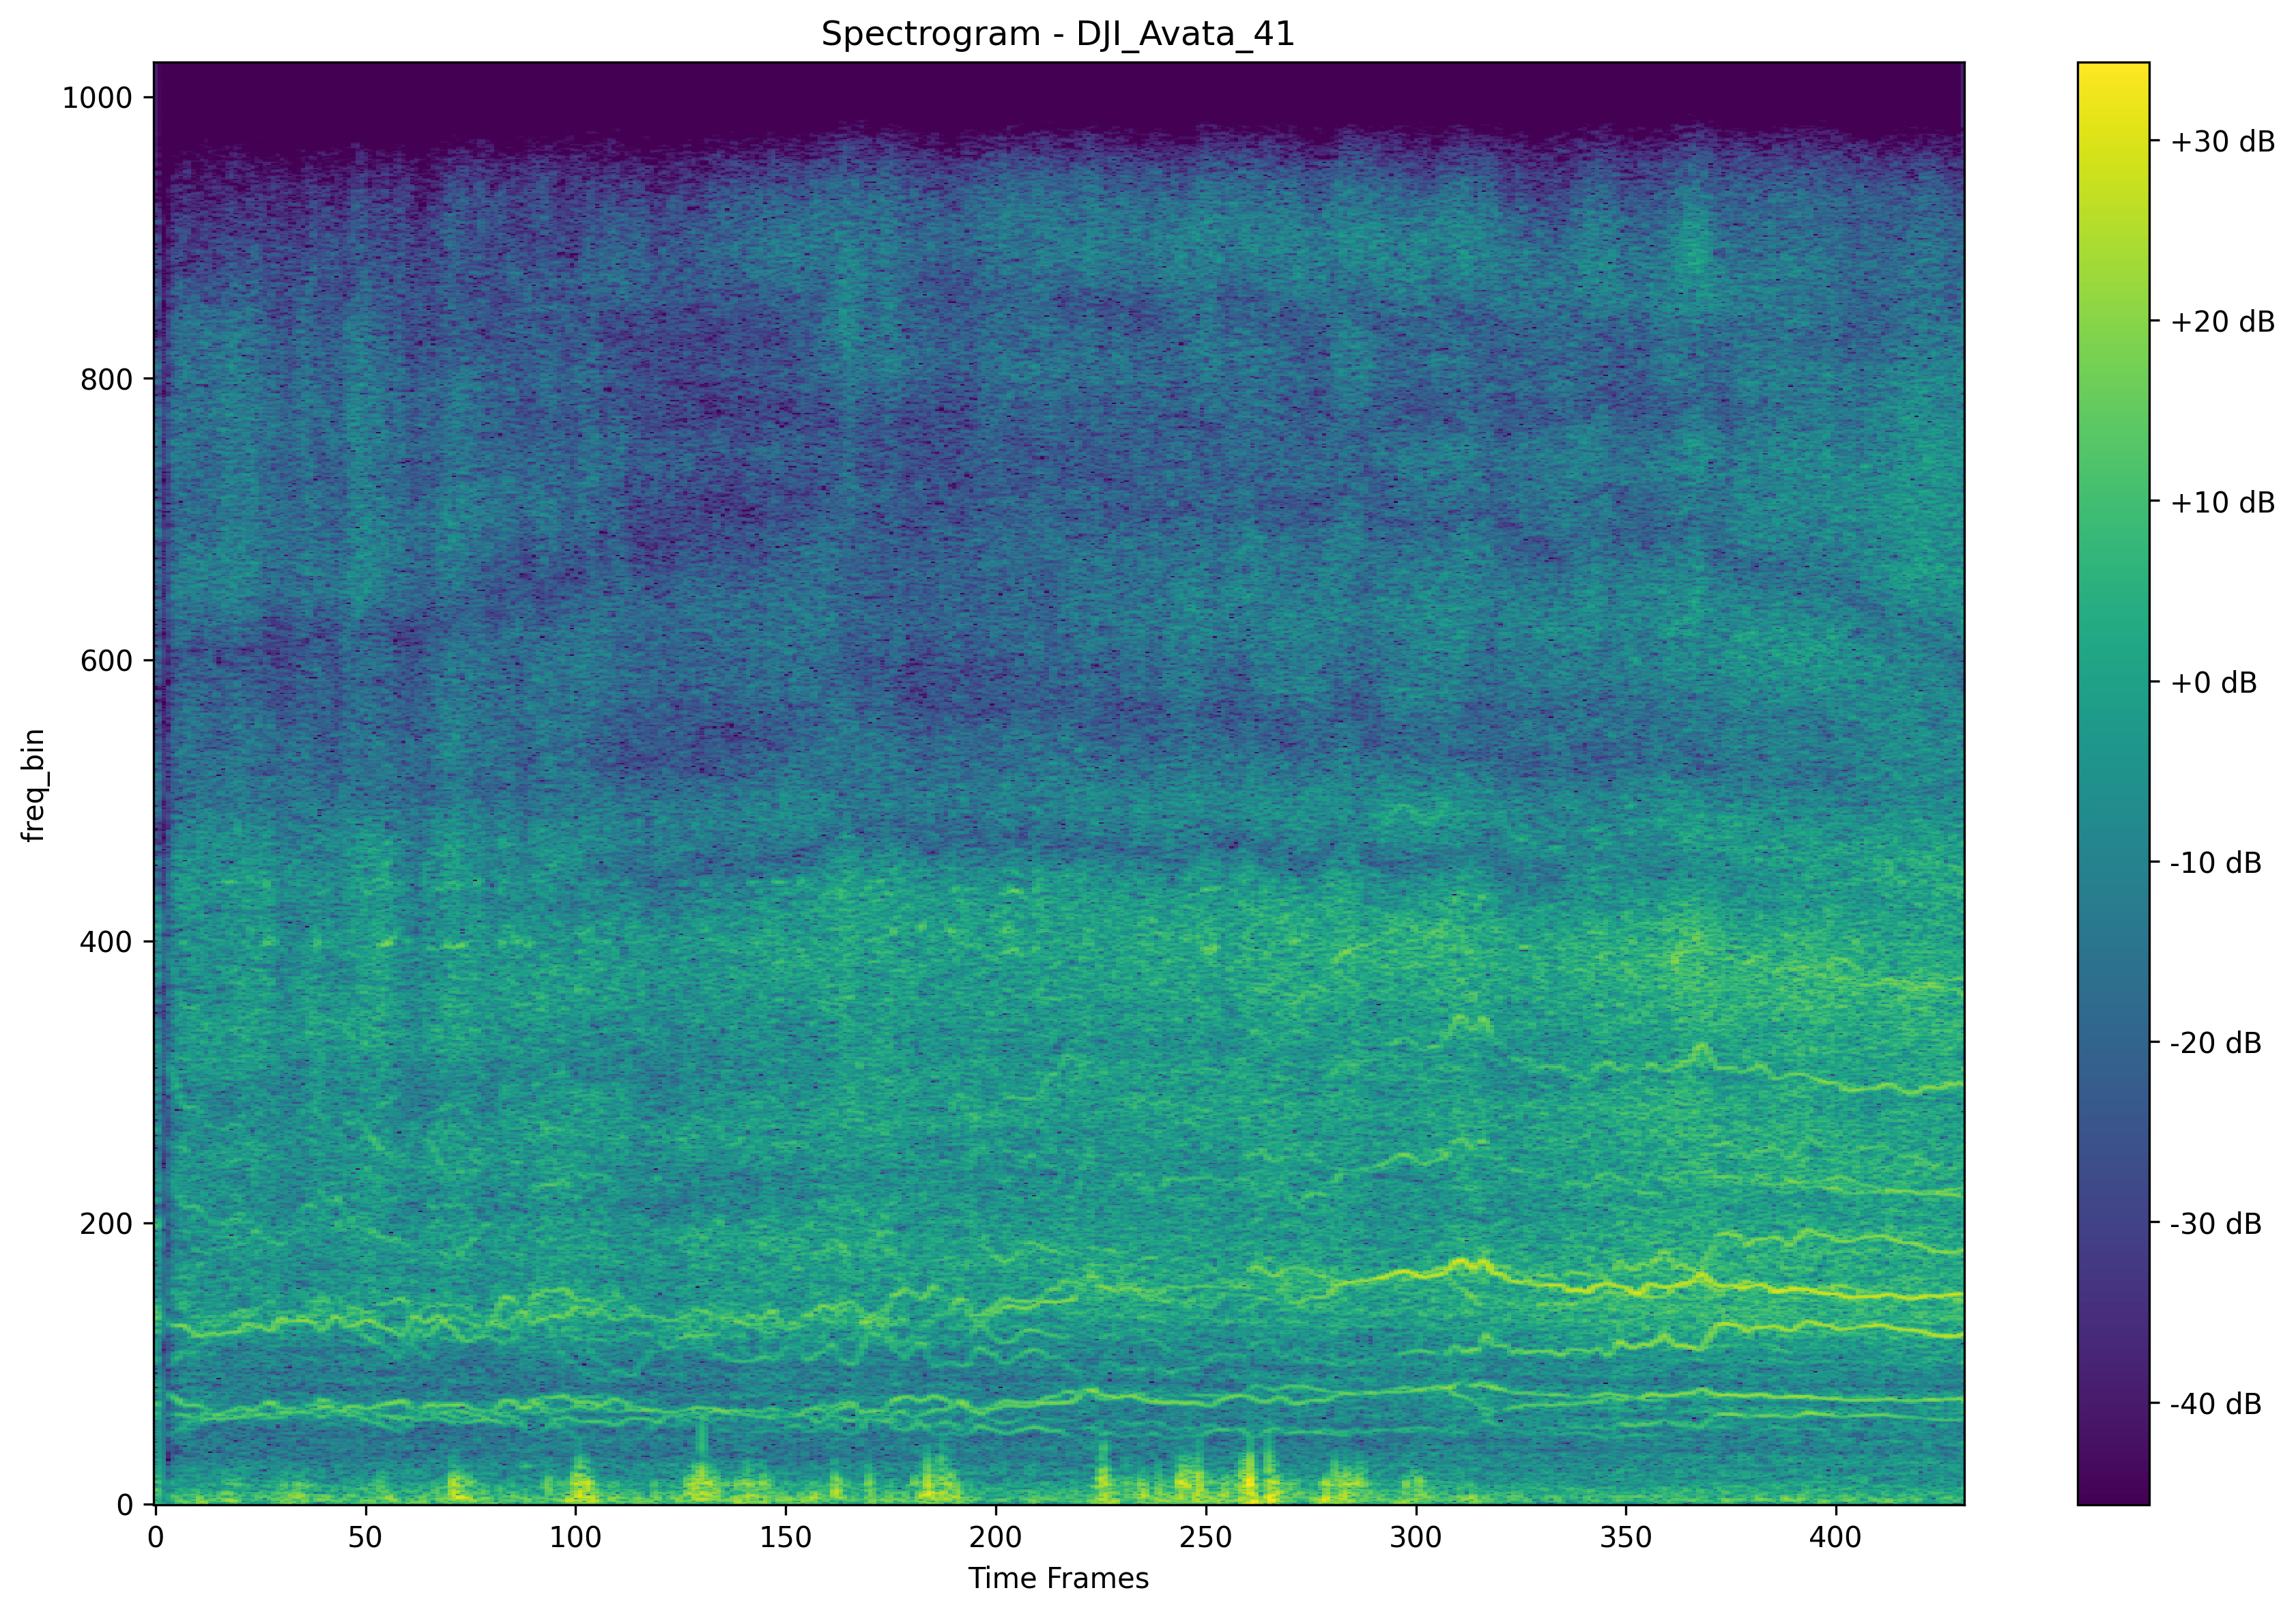 Spectrogram - DJI_Avata_41
1000
800
600
400
200
0
freq_bin
0 50 100 150 200 250 300 350 400
Time Frames
+30 dB
+20 dB
+10 dB
+0 dB
-10 dB
-20 dB
-30 dB
-40 dB